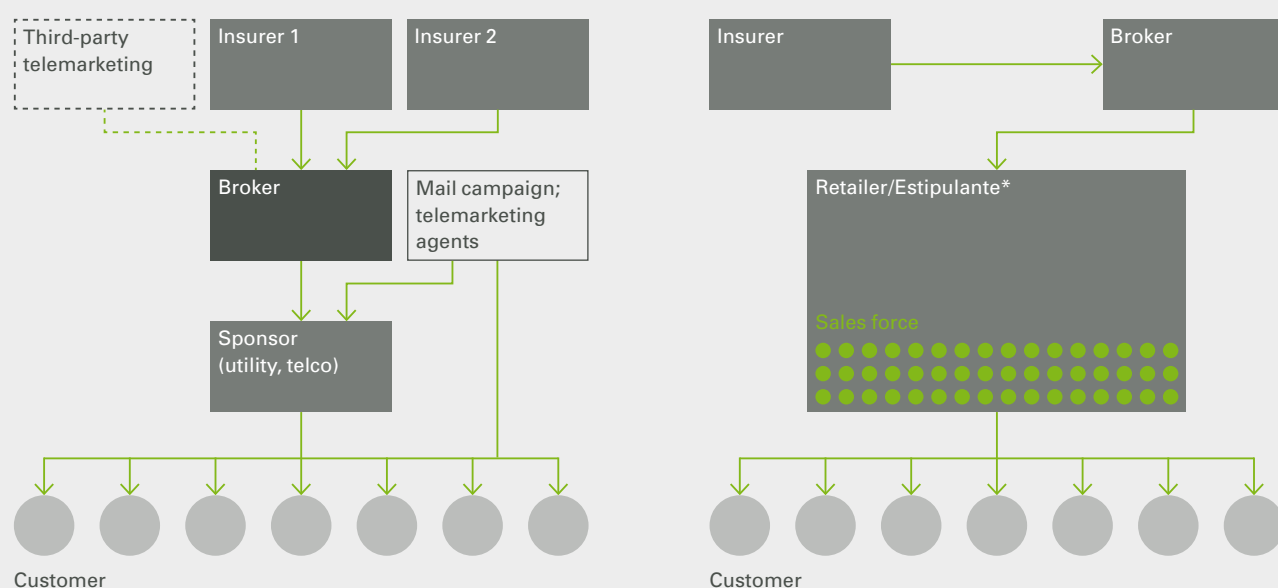 Third-party
telemarketing
Insurer 1
Insurer 2
Broker
Mail campaign;
telemarketing
agents
Sponsor
(utility, telco)
Customer
Insurer
Broker
Retailer/Estipulante*
Sales force
Customer